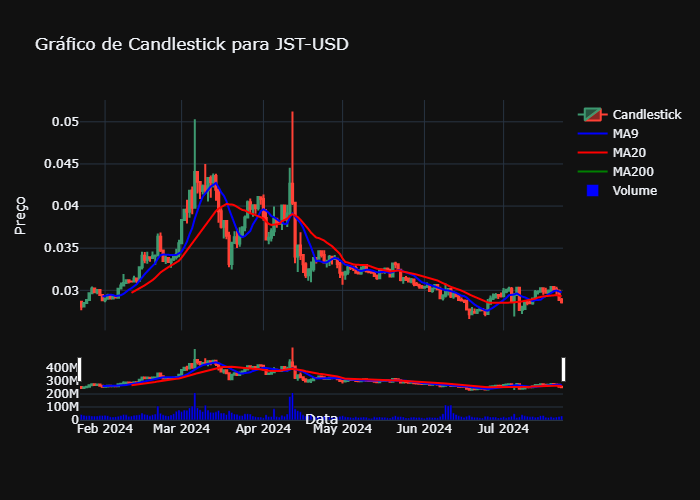 Gráfico de Candlestick para JST-USD
Candlestick
MA9
MA20
MA200
Volume
Preço
0.05
0.045
0.04
0.035
0.03
400M
300M
200M
100M
0
Feb 2024
Mar 2024
Apr 2024
May 2024
Jun 2024
Jul 2024
Data